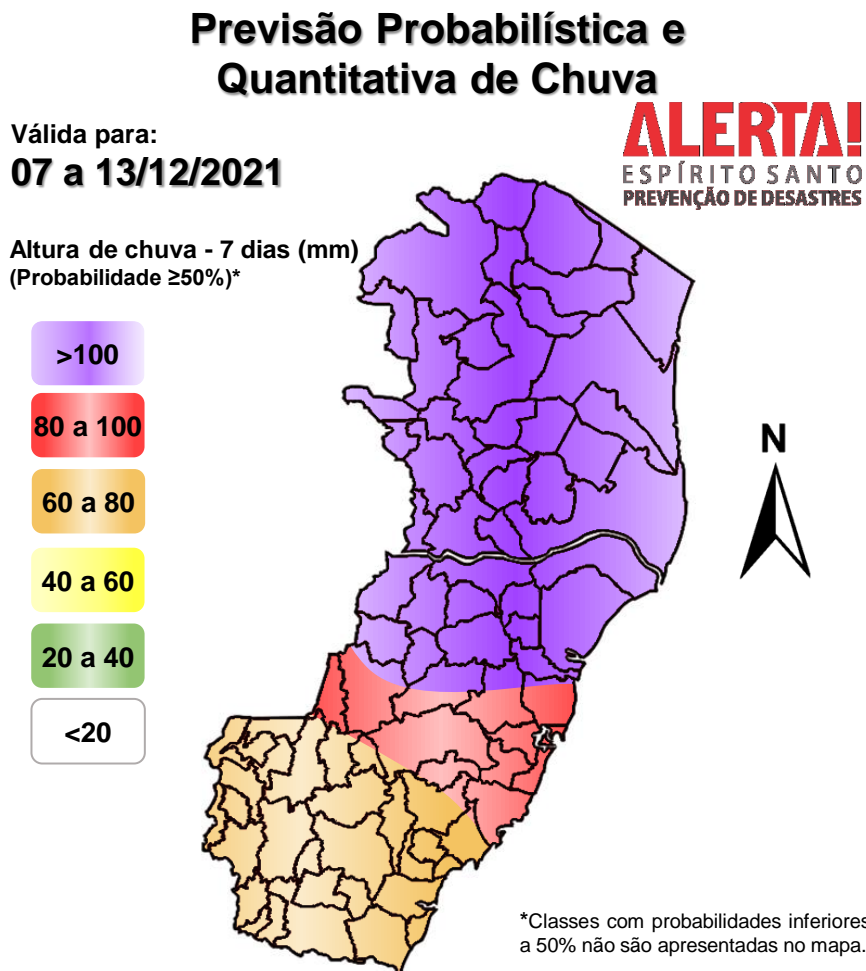 Previsão Probabilística e
Quantitativa de Chuva
Válida para:
07 a 13/12/2021
ALERTA!
ESPÍRITO SANTO
PREVENÇÃO DE DESASTRES
Altura de chuva - 7 dias (mm)
(Probabilidade ≥50%)*
>100
80 a 100
60 a 80
40 a 60
20 a 40
<20
N
*Classes com probabilidades inferiores
a 50% não são apresentadas no mapa.